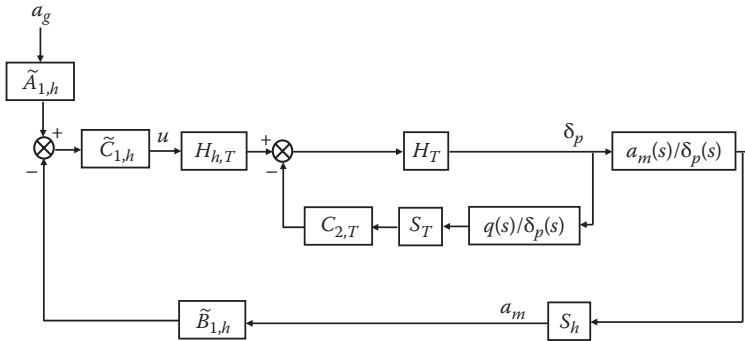 a_g
Ã_{1,h}
+
−
C̃_{1,h}
u
H_{h,T}
+
−
H_T
δ_p
a_m(s)/δ_p(s)
C_{2,T}
S_T
q(s)/δ_p(s)
B̃_{1,h}
a_m
S_h